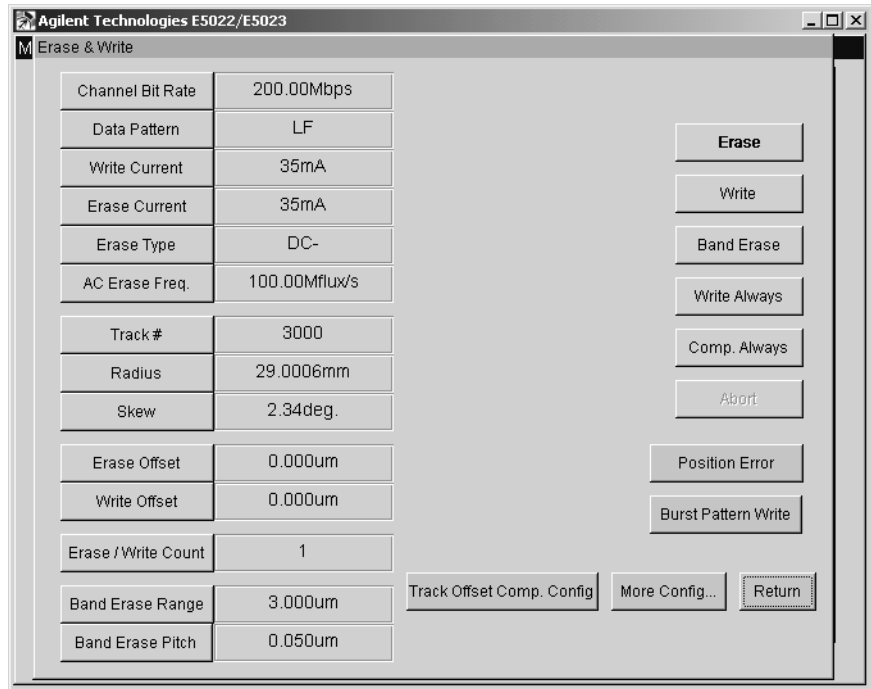 Agilent Technologies E5022/E5023
M Erase & Write
Channel Bit Rate 200.00Mbps
Data Pattern LF
Write Current 35mA
Erase Current 35mA
Erase Type DC-
AC Erase Freq. 100.00Mflux/s
Track# 3000
Radius 29.0006mm
Skew 2.34deg.
Erase Offset 0.000um
Write Offset 0.000um
Erase / Write Count 1
Band Erase Range 3.000um
Band Erase Pitch 0.050um
Erase
Write
Band Erase
Write Always
Comp. Always
Abort
Position Error
Burst Pattern Write
Track Offset Comp. Config More Config... Return